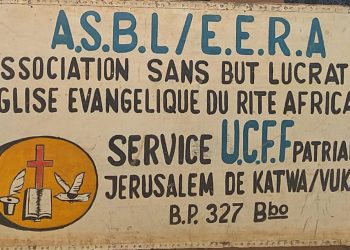 A.S.B.L/E.E.R.A
SSOCIATION SANS BUT LUCRAT
GLISE EVANGELIQUE DU RITE AFRICA
SERVICE U.C.F.F PATRIA
JERUSALEM DE KATWA/VUK
B.P. 327 Bbo